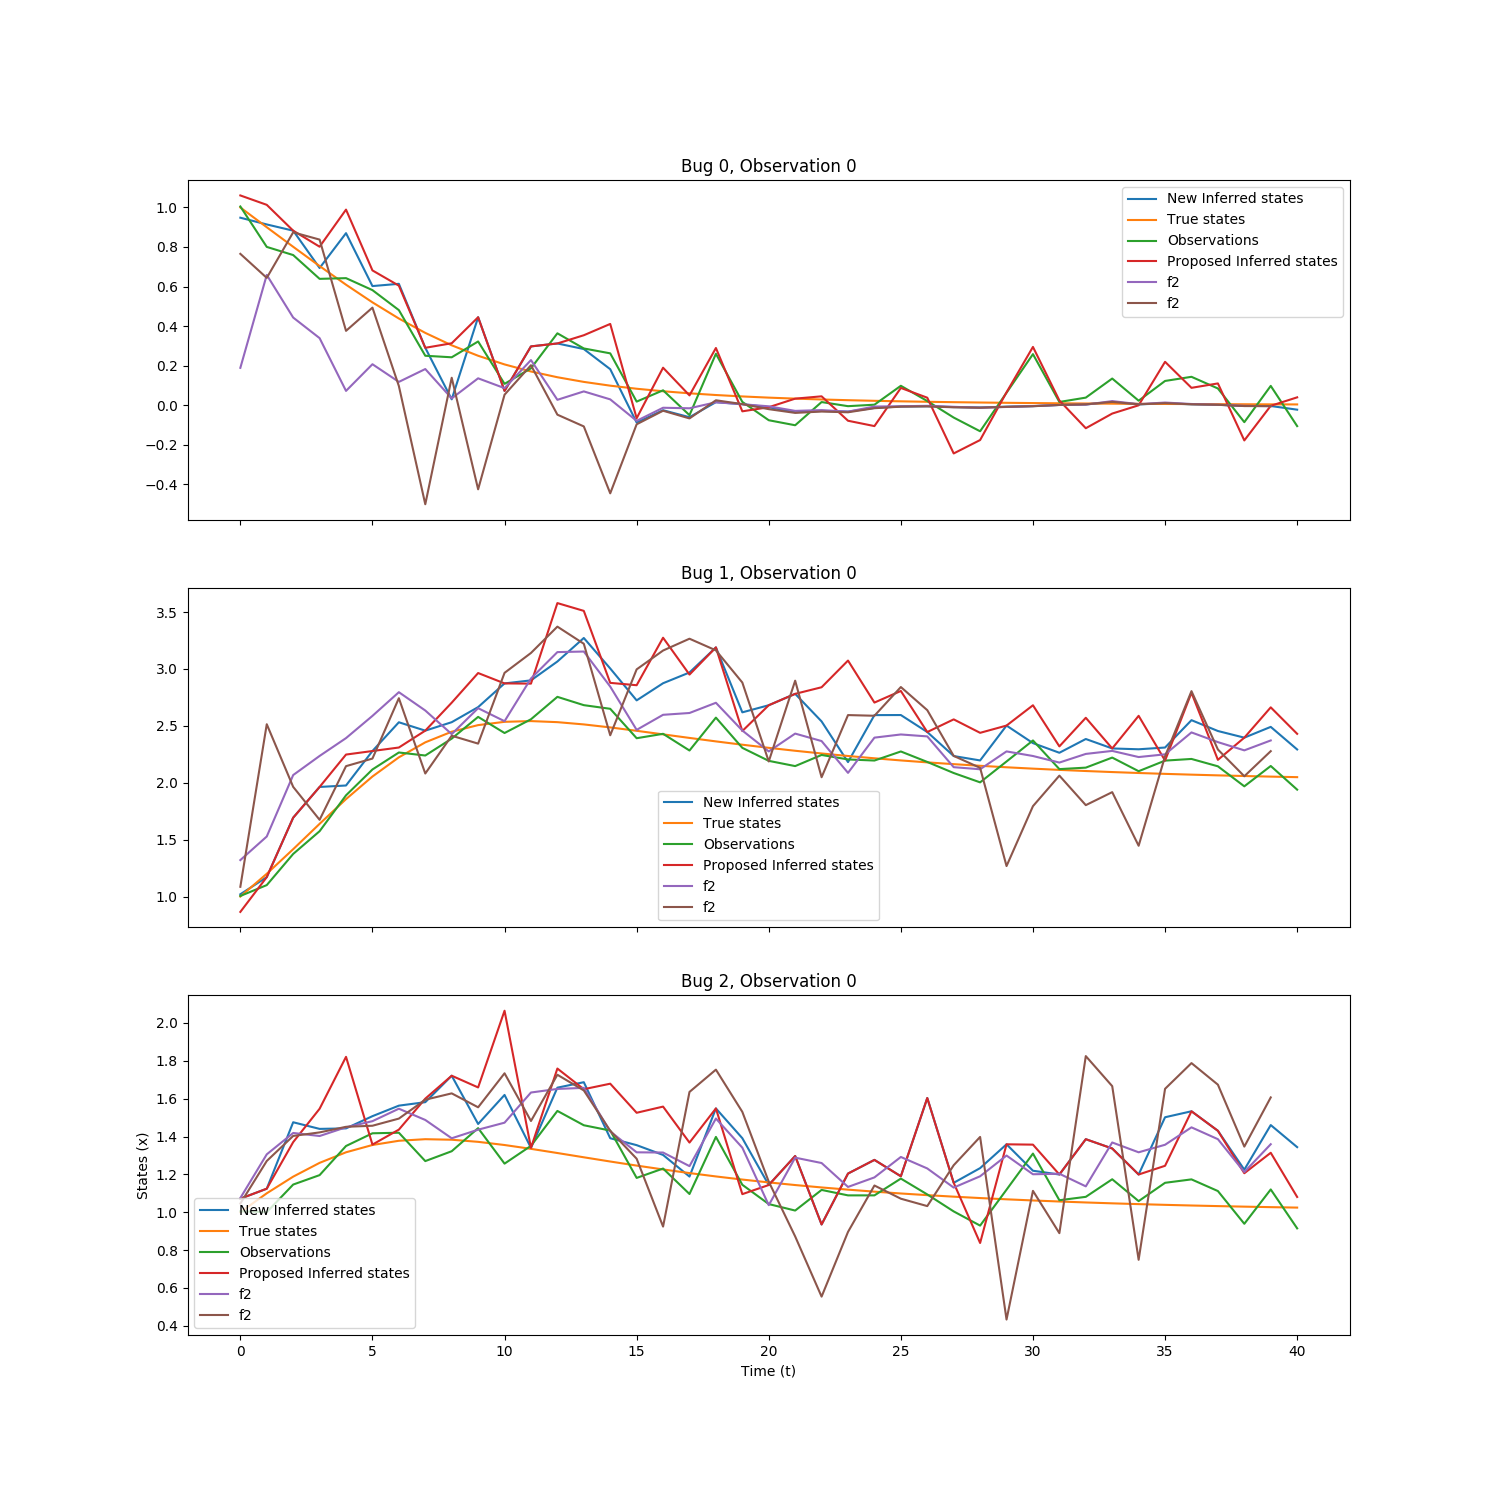 Bug 0, Observation 0
1.0
0.8
0.6
0.4
0.2
0.0
−0.2
−0.4
New Inferred states
True states
Observations
Proposed Inferred states
f2
f2
Bug 1, Observation 0
3.5
3.0
2.5
2.0
1.5
1.0
New Inferred states
True states
Observations
Proposed Inferred states
f2
f2
Bug 2, Observation 0
2.0
1.8
1.6
1.4
1.2
1.0
0.8
0.6
0.4
States (x)
New Inferred states
True states
Observations
Proposed Inferred states
f2
f2
0 5 10 15 20 25 30 35 40
Time (t)